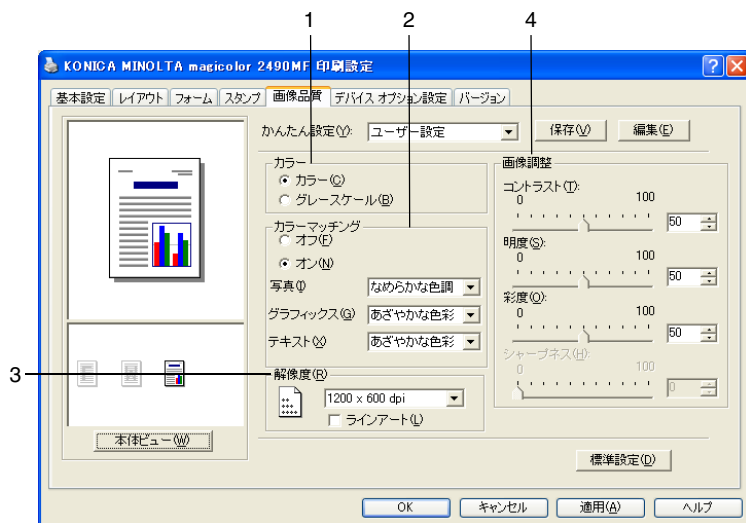 1 2 4
KONICA MINOLTA magicolor 2490MF 印刷設定
基本設定 レイアウト フォーム スタンプ 画像品質 デバイス オプション設定 バージョン
かんたん設定(Y): ユーザー設定 保存(V) 編集(E)
カラー
カラー(C)
グレースケール(B)
カラーマッチング
オフ(F)
オン(N)
写真(I) なめらかな色調
グラフィックス(G) あざやかな色彩
テキスト(X) あざやかな色彩
3
解像度(R)
1200 x 600 dpi
ラインアート(L)
画像調整
コントラスト(T):
0 100
50
明度(S):
0 100
50
彩度(O):
0 100
50
シャープネス(H):
0 100
0
本体ビュー(W)
標準設定(D)
OK キャンセル 適用(A) ヘルプ